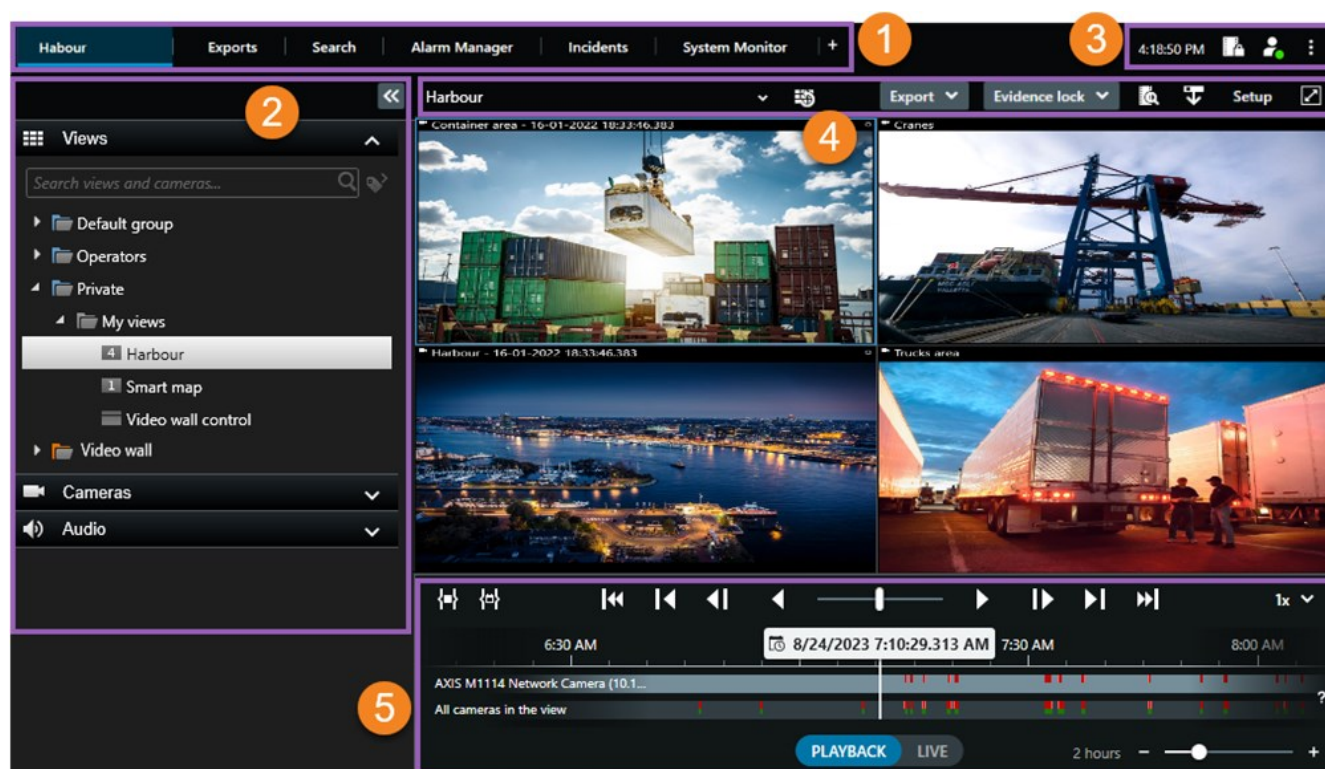 1
3
Habour Exports Search Alarm Manager Incidents System Monitor + 4:18:50 PM
2
Harbour Export Evidence lock Setup
4
Views
Container area - 16-01-2022 18:33:46.383 Cranes
Search views and cameras...
Default group
Operators
Private
My views
4 Harbour
1 Smart map
Video wall control
Video wall
Harbour - 16-01-2022 18:33:46.383 Trucks area
Cameras
Audio
1x
6:30 AM 8/24/2023 7:10:29.313 AM 7:30 AM 8:00 AM
AXIS M1114 Network Camera (10.1...
5
All cameras in the view
?
PLAYBACK LIVE 2 hours - +